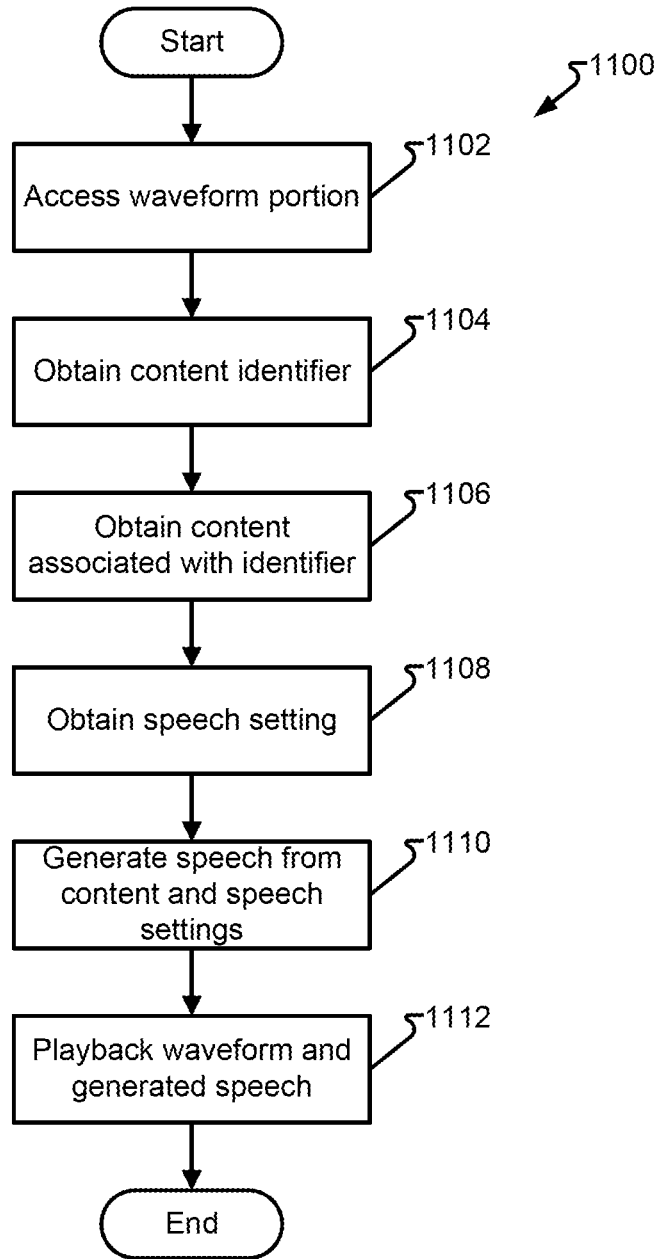 Start
1100
1102
Access waveform portion
1104
Obtain content identifier
1106
Obtain content
associated with identifier
1108
Obtain speech setting
1110
Generate speech from
content and speech
settings
1112
Playback waveform and
generated speech
End